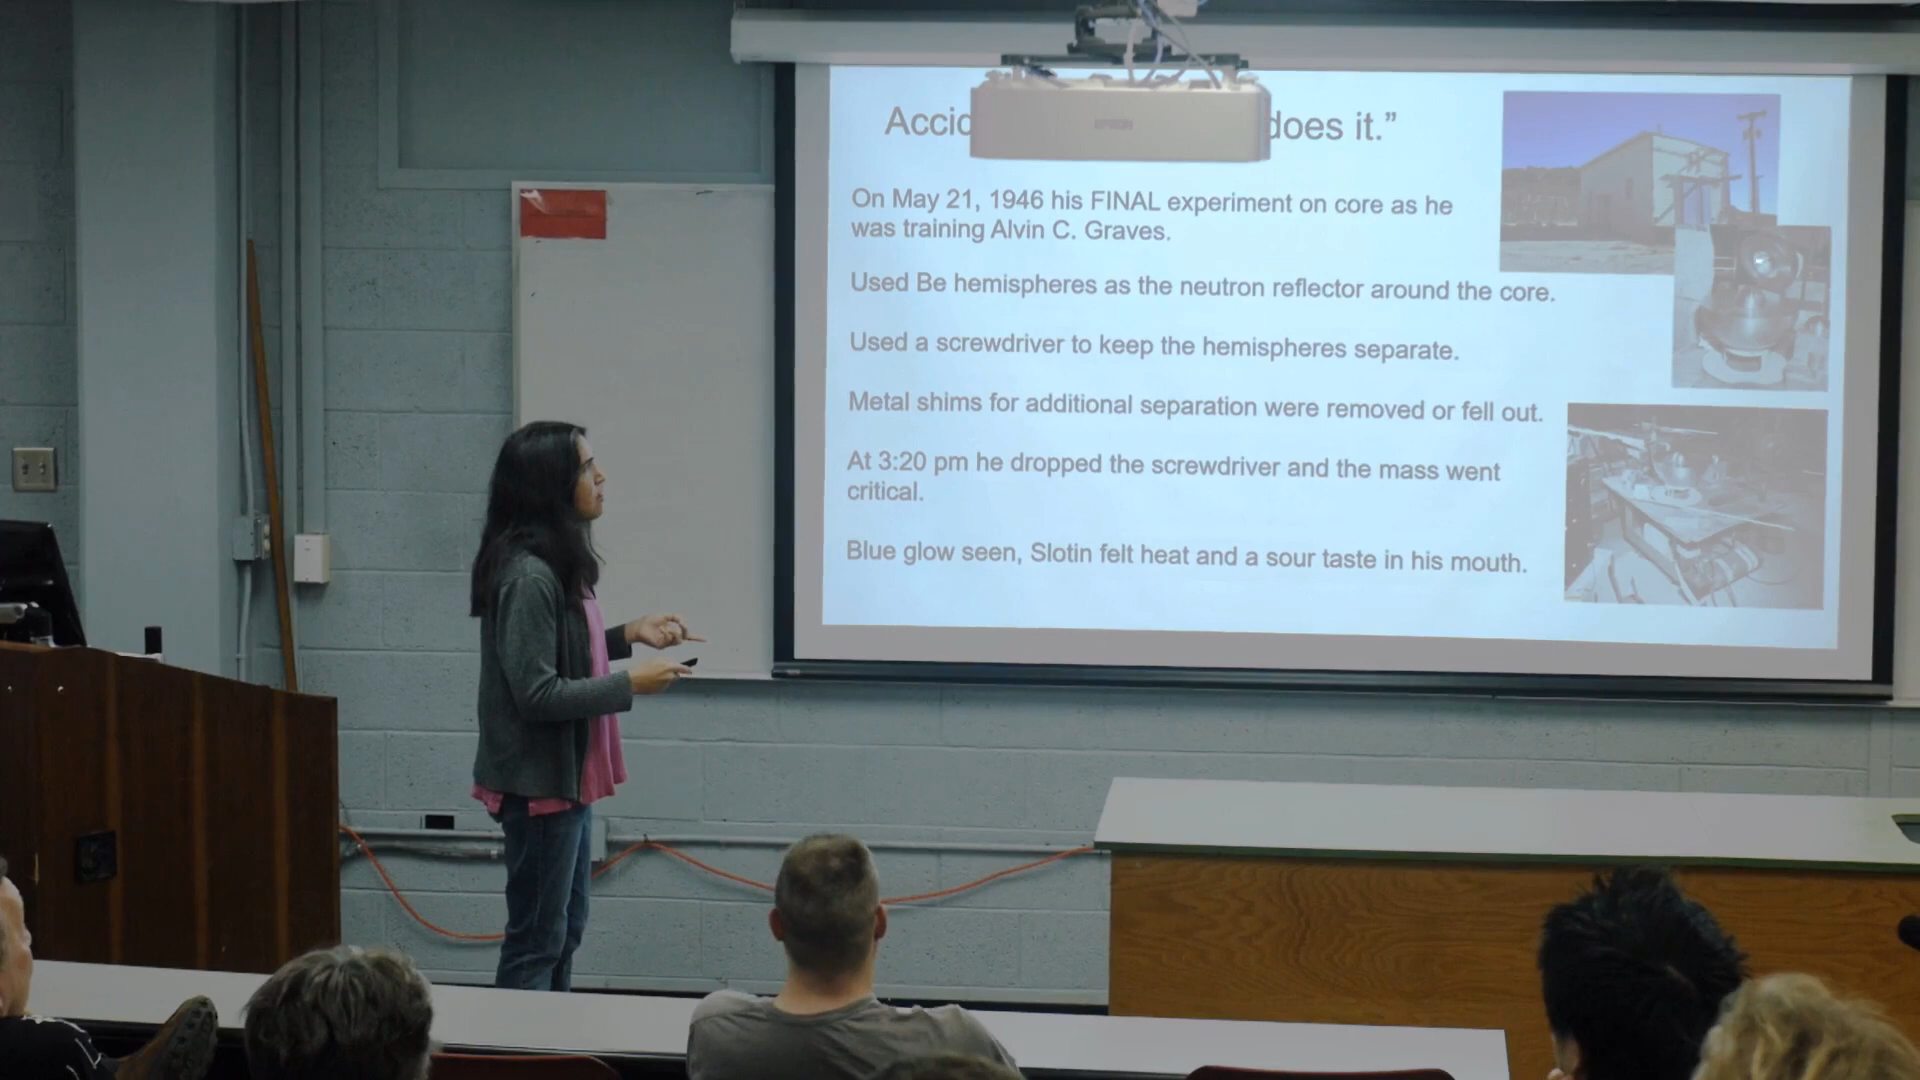 does it.”
On May 21, 1946 his FINAL experiment on core as he
was training Alvin C. Graves.
Used Be hemispheres as the neutron reflector around the core.
Used a screwdriver to keep the hemispheres separate.
Metal shims for additional separation were removed or fell out.
At 3:20 pm he dropped the screwdriver and the mass went
critical.
Blue glow seen, Slotin felt heat and a sour taste in his mouth.